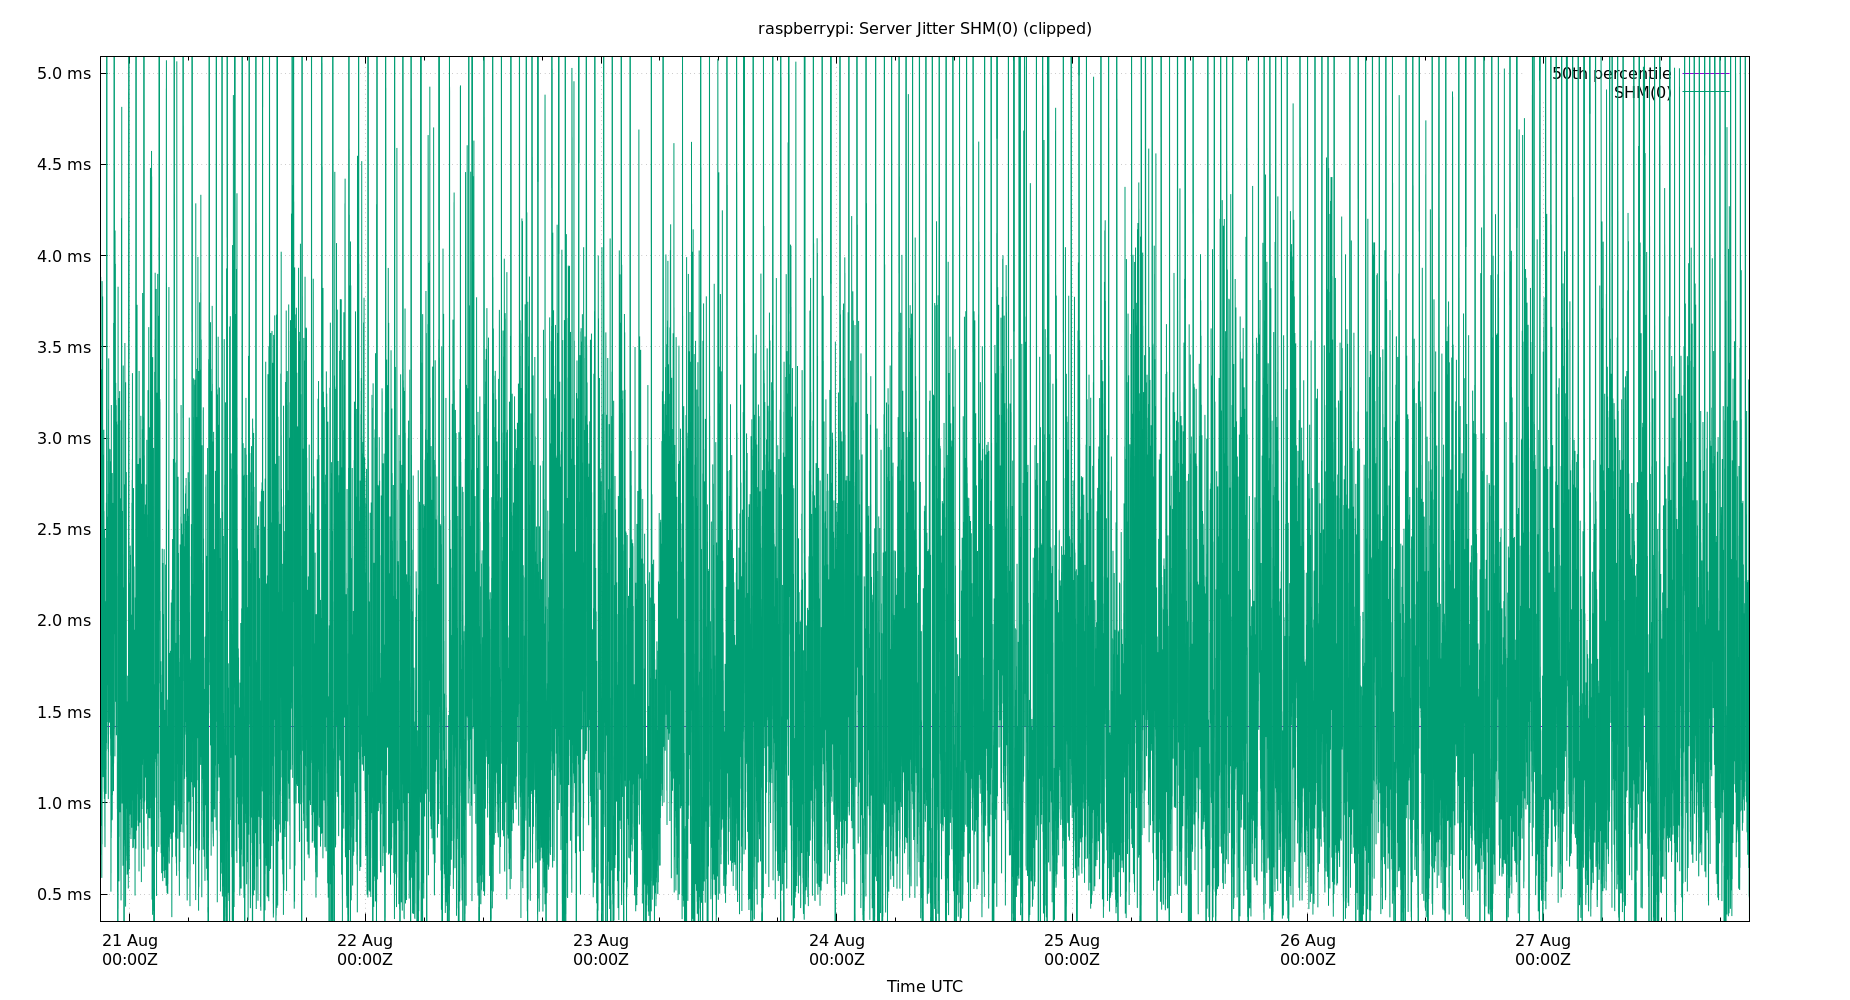 raspberrypi: Server Jitter SHM(0) (clipped)
5.0 ms
50th percentile
SHM(0)
4.5 ms
4.0 ms
3.5 ms
3.0 ms
2.5 ms
2.0 ms
1.5 ms
1.0 ms
0.5 ms
21 Aug 22 Aug 23 Aug 24 Aug 25 Aug 26 Aug 27 Aug
00:00Z 00:00Z 00:00Z 00:00Z 00:00Z 00:00Z 00:00Z
Time UTC